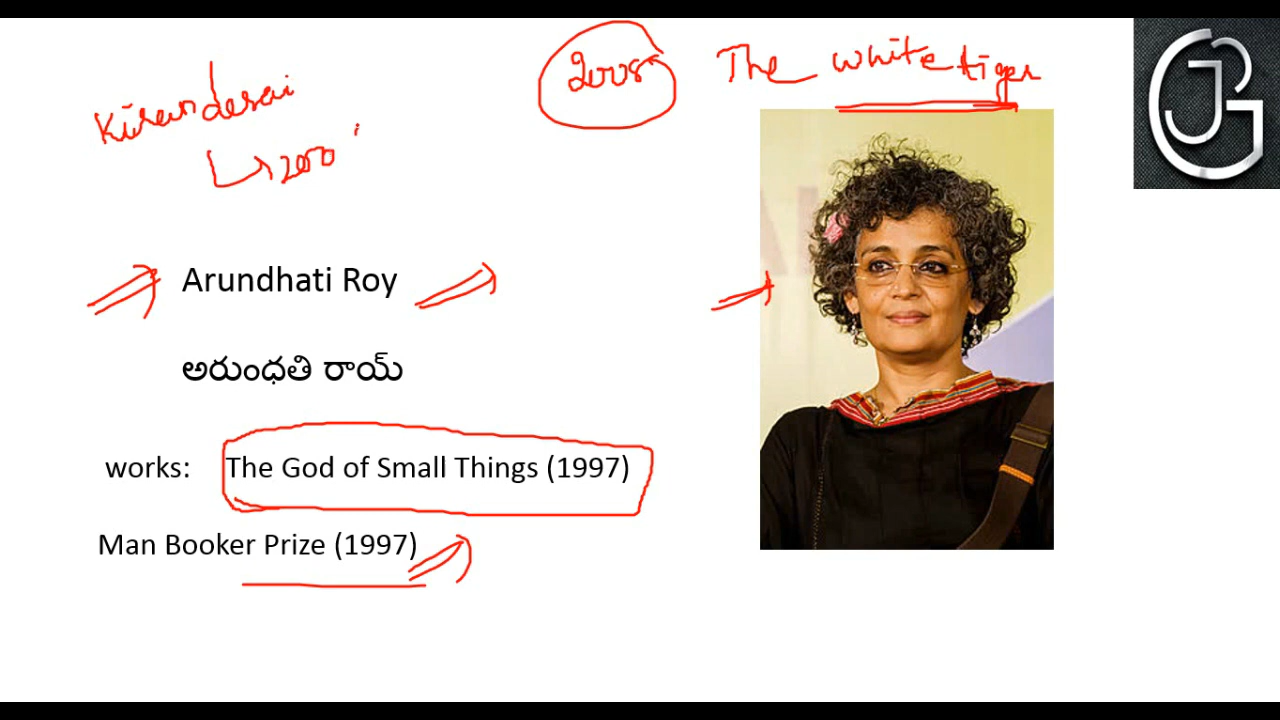 2008 The white tiger
Kiran desai
200
Arundhati Roy
అరుంధతి రాయ్
works: The God of Small Things (1997)
Man Booker Prize (1997)